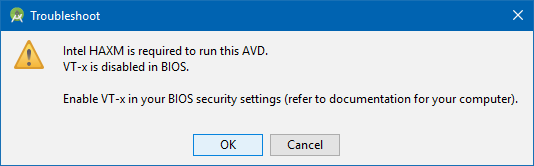 Troubleshoot
Intel HAXM is required to run this AVD.
VT-x is disabled in BIOS.
Enable VT-x in your BIOS security settings (refer to documentation for your computer).
OK
Cancel